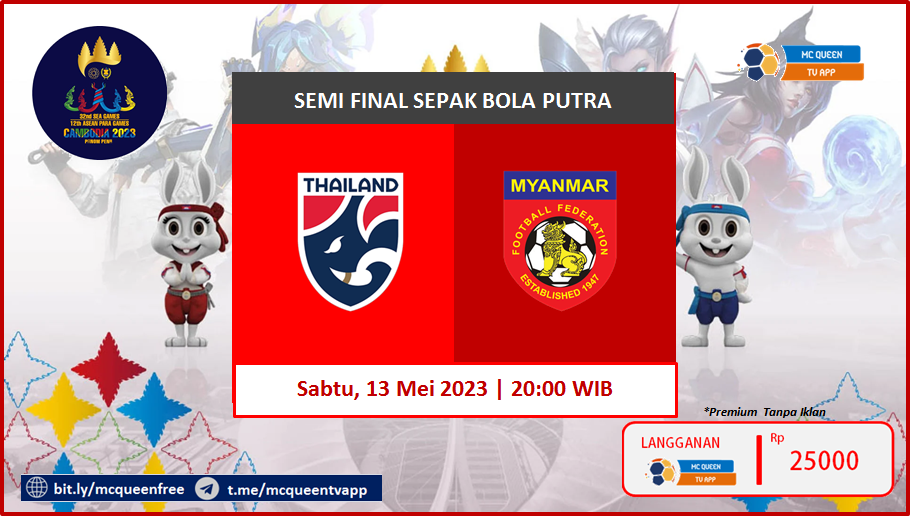 32nd SEA GAMES
12th ASEAN PARA GAMES
CAMBODIA 2023
PHNOM PENH
MC QUEEN
TV APP
SEMI FINAL SEPAK BOLA PUTRA
THAILAND
MYANMAR
FOOTBALL FEDERATION
ESTABLISHED 1947
Sabtu, 13 Mei 2023 | 20:00 WIB
*Premium Tanpa Iklan
LANGGANAN
MC QUEEN
TV APP
Rp
25000
bit.ly/mcqueenfree
t.me/mcqueentvapp